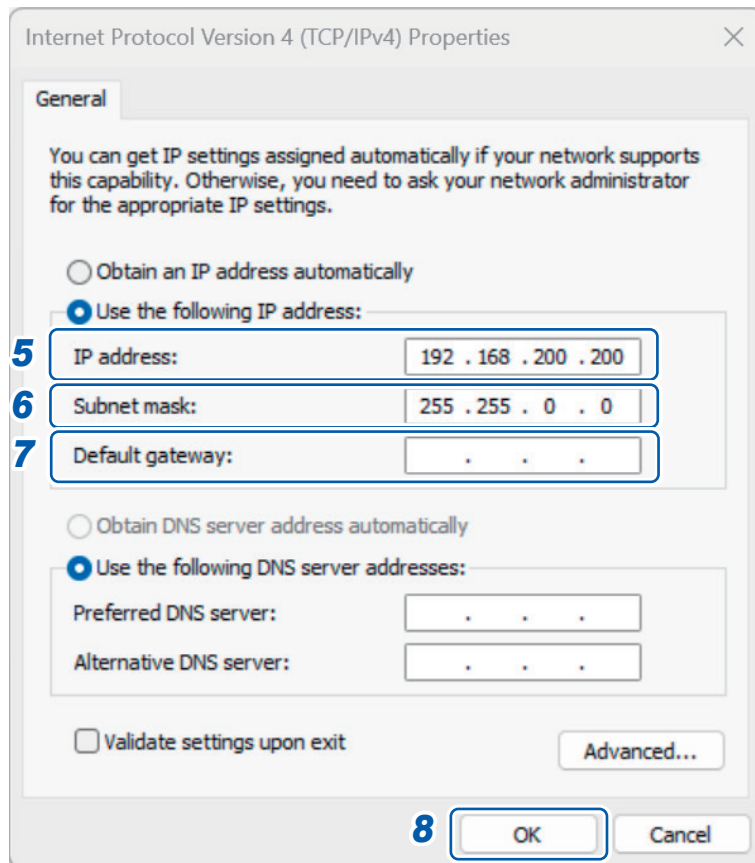 Internet Protocol Version 4 (TCP/IPv4) Properties
General
You can get IP settings assigned automatically if your network supports
this capability. Otherwise, you need to ask your network administrator
for the appropriate IP settings.
Obtain an IP address automatically
Use the following IP address:
5 IP address: 192 . 168 . 200 . 200
6 Subnet mask: 255 . 255 . 0 . 0
7 Default gateway: . . .
Obtain DNS server address automatically
Use the following DNS server addresses:
Preferred DNS server: . . .
Alternative DNS server: . . .
Validate settings upon exit
Advanced...
8 OK Cancel